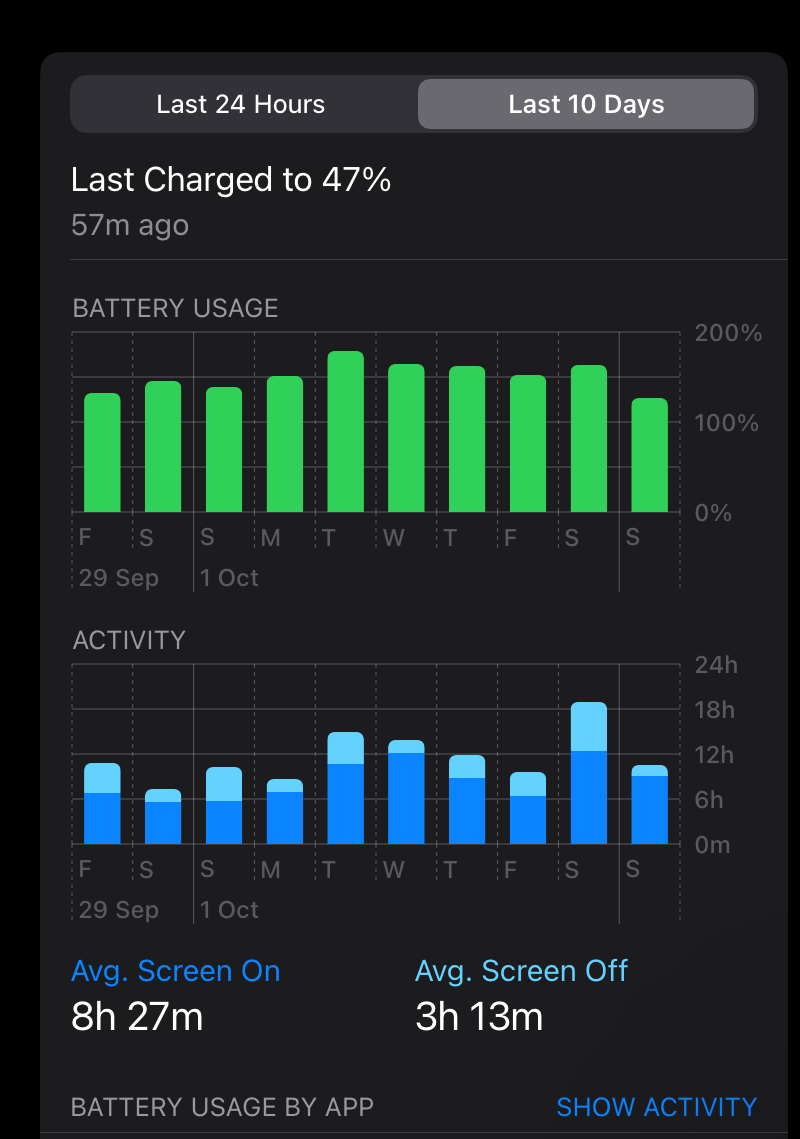 Last 24 Hours Last 10 Days
Last Charged to 47%
57m ago
BATTERY USAGE
200%
100%
0%
F S S M T W T F S S
29 Sep 1 Oct
ACTIVITY
24h
18h
12h
6h
0m
F S S M T W T F S S
29 Sep 1 Oct
Avg. Screen On Avg. Screen Off
8h 27m 3h 13m
BATTERY USAGE BY APP SHOW ACTIVITY